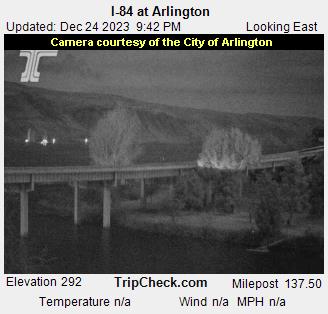 I-84 at Arlington
Updated: Dec 24 2023 9:42 PM Looking East
Camera courtesy of the City of Arlington
Elevation 292 TripCheck.com Milepost 137.50
Temperature n/a Wind n/a MPH n/a